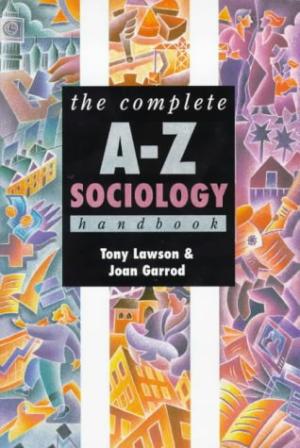 the complete
A-Z
SOCIOLOGY
handbook
Tony Lawson &
Joan Garrod